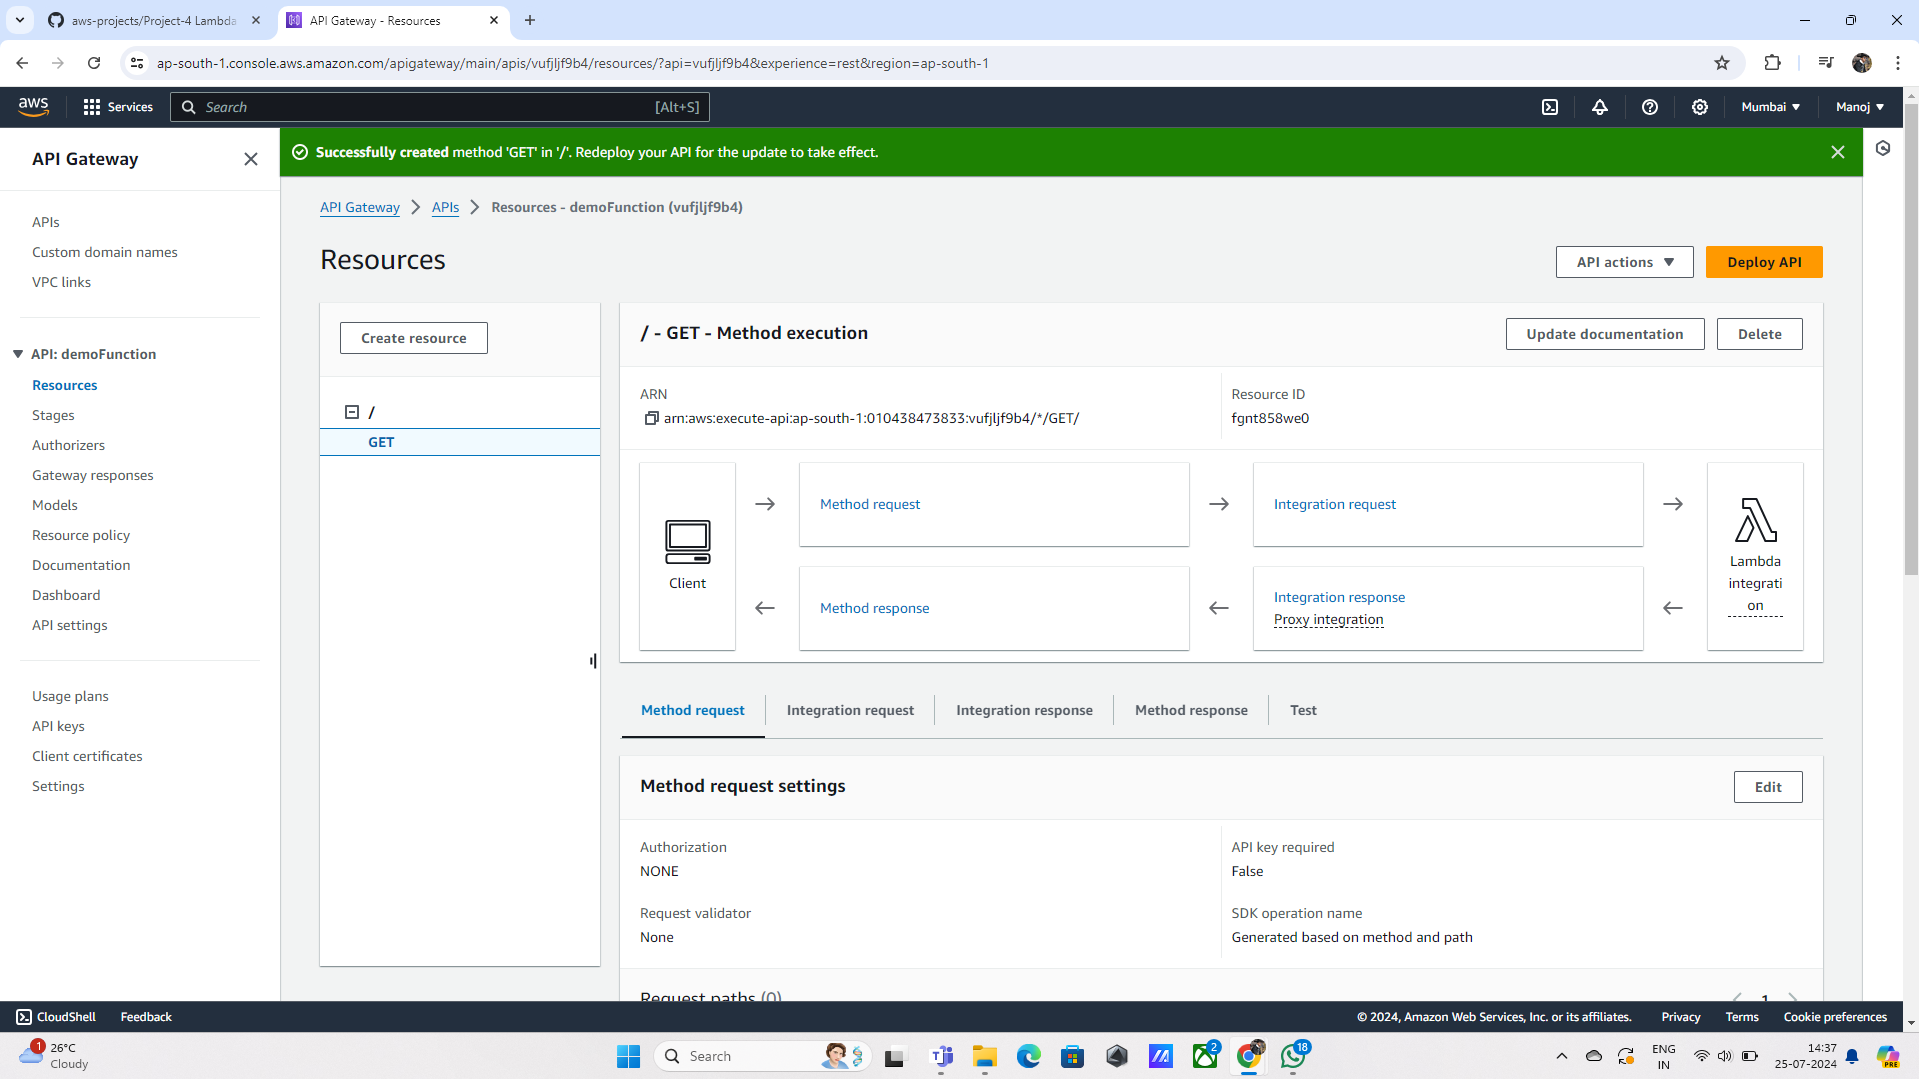 aws-projects/Project-4 Lambda
API Gateway - Resources
ap-south-1.console.aws.amazon.com/apigateway/main/apis/vufjljf9b4/resources/?api=vufjljf9b4&experience=rest&region=ap-south-1
aws
Services
Search
[Alt+S]
Mumbai
Manoj
API Gateway
Successfully created method 'GET' in '/'. Redeploy your API for the update to take effect.
APIs
Custom domain names
VPC links
API: demoFunction
Resources
Stages
Authorizers
Gateway responses
Models
Resource policy
Documentation
Dashboard
API settings
Usage plans
API keys
Client certificates
Settings
API Gateway
APIs
Resources - demoFunction (vufjljf9b4)
Resources
API actions
Deploy API
Create resource
/
GET
/ - GET - Method execution
Update documentation
Delete
ARN
arn:aws:execute-api:ap-south-1:010438473833:vufjljf9b4/*/GET/
Resource ID
fgnt858we0
Client
Method request
Integration request
Method response
Integration response
Proxy integration
Lambda
integrati
on
Method request
Integration request
Integration response
Method response
Test
Method request settings
Edit
Authorization
NONE
API key required
False
Request validator
None
SDK operation name
Generated based on method and path
Request paths (0)
1
CloudShell
Feedback
© 2024, Amazon Web Services, Inc. or its affiliates.
Privacy
Terms
Cookie preferences
1
26°C
Cloudy
Search
2
18
ENG
IN
14:37
25-07-2024
PRE